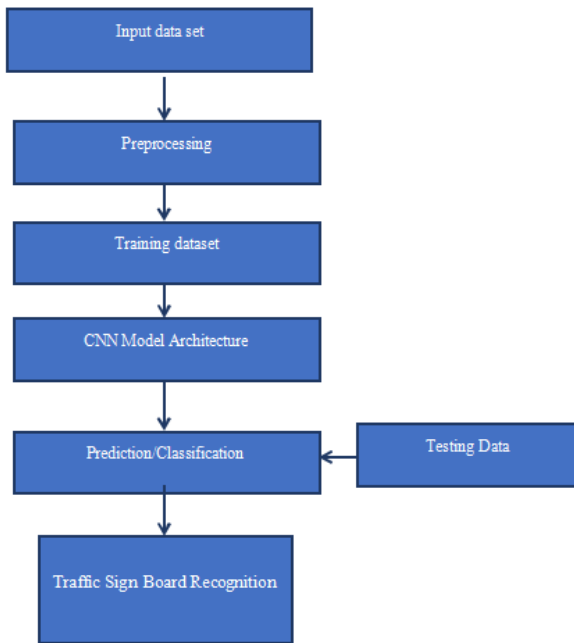 Input data set
Preprocessing
Training dataset
CNN Model Architecture
Prediction/Classification
Testing Data
Traffic Sign Board Recognition